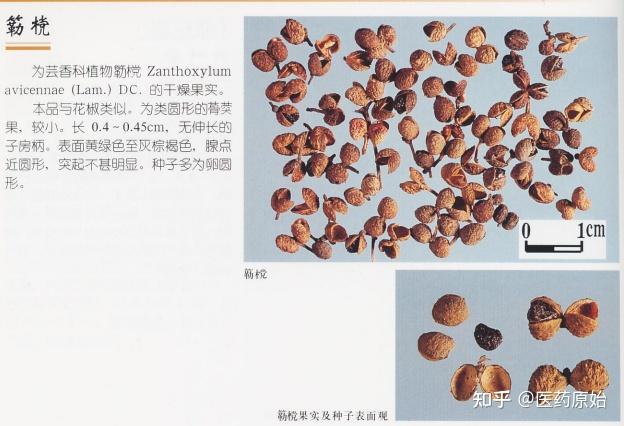 簕欓
为芸香科植物簕欓 Zanthoxylum
avicennae (Lam.) DC. 的干燥果实。
本品与花椒类似。为类圆形的蓇葖
果，较小。长 0.4~0.45cm，无伸长的
子房柄。表面黄绿色至灰棕褐色，腺点
近圆形，突起不甚明显。种子多为卵圆
形。
0 1cm
簕欓
簕欓果实及种子表面观
知乎 @医药原始